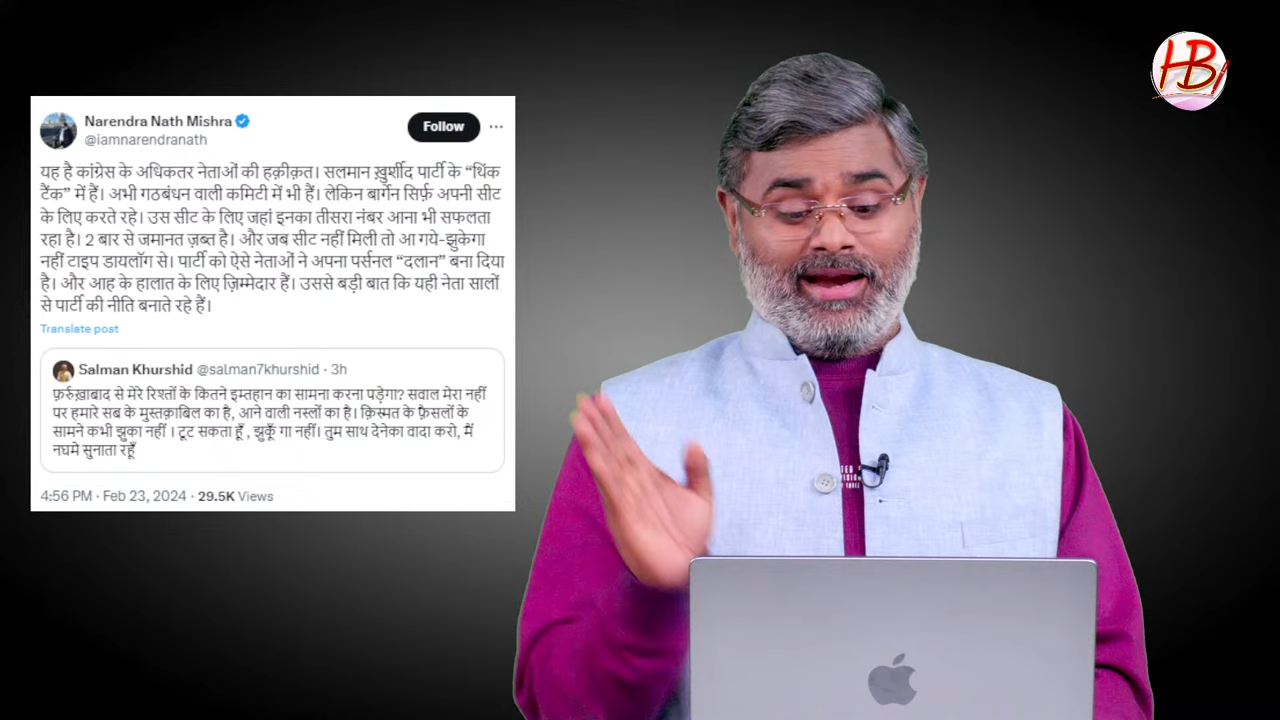 HB
Narendra Nath Mishra
@iamnarendranath
Follow
यह है कांग्रेस के अधिकतर नेताओं की हक़ीक़त। सलमान ख़ुर्शीद पार्टी के “थिंक
टैंक” में हैं। अभी गठबंधन वाली कमिटी में भी हैं। लेकिन बार्गेन सिर्फ़ अपनी सीट
के लिए करते रहे। उस सीट के लिए जहां इनका तीसरा नंबर आना भी सफलता
रहा है। 2 बार से जमानत ज़ब्त है। और जब सीट नहीं मिली तो आ गये-झुकेगा
नहीं टाइप डायलॉग से। पार्टी को ऐसे नेताओं ने अपना पर्सनल “दलान” बना दिया
है। और आह के हालात के लिए ज़िम्मेदार हैं। उससे बड़ी बात कि यही नेता सालों
से पार्टी की नीति बनाते रहे हैं।
Translate post
Salman Khurshid @salman7khurshid · 3h
फ़र्रुख़ाबाद से मेरे रिश्तों के कितने इम्तहान का सामना करना पड़ेगा? सवाल मेरा नहीं
पर हमारे सब के मुस्तक़ाबिल का है, आने वाली नस्लों का है। क़िस्मत के फ़ैसलों के
सामने कभी झुका नहीं । टूट सकता हूँ , झुकूँ गा नहीं। तुम साथ देनेका वादा करो, मैं
नघमे सुनाता रहूँ
4:56 PM · Feb 23, 2024 · 29.5K Views